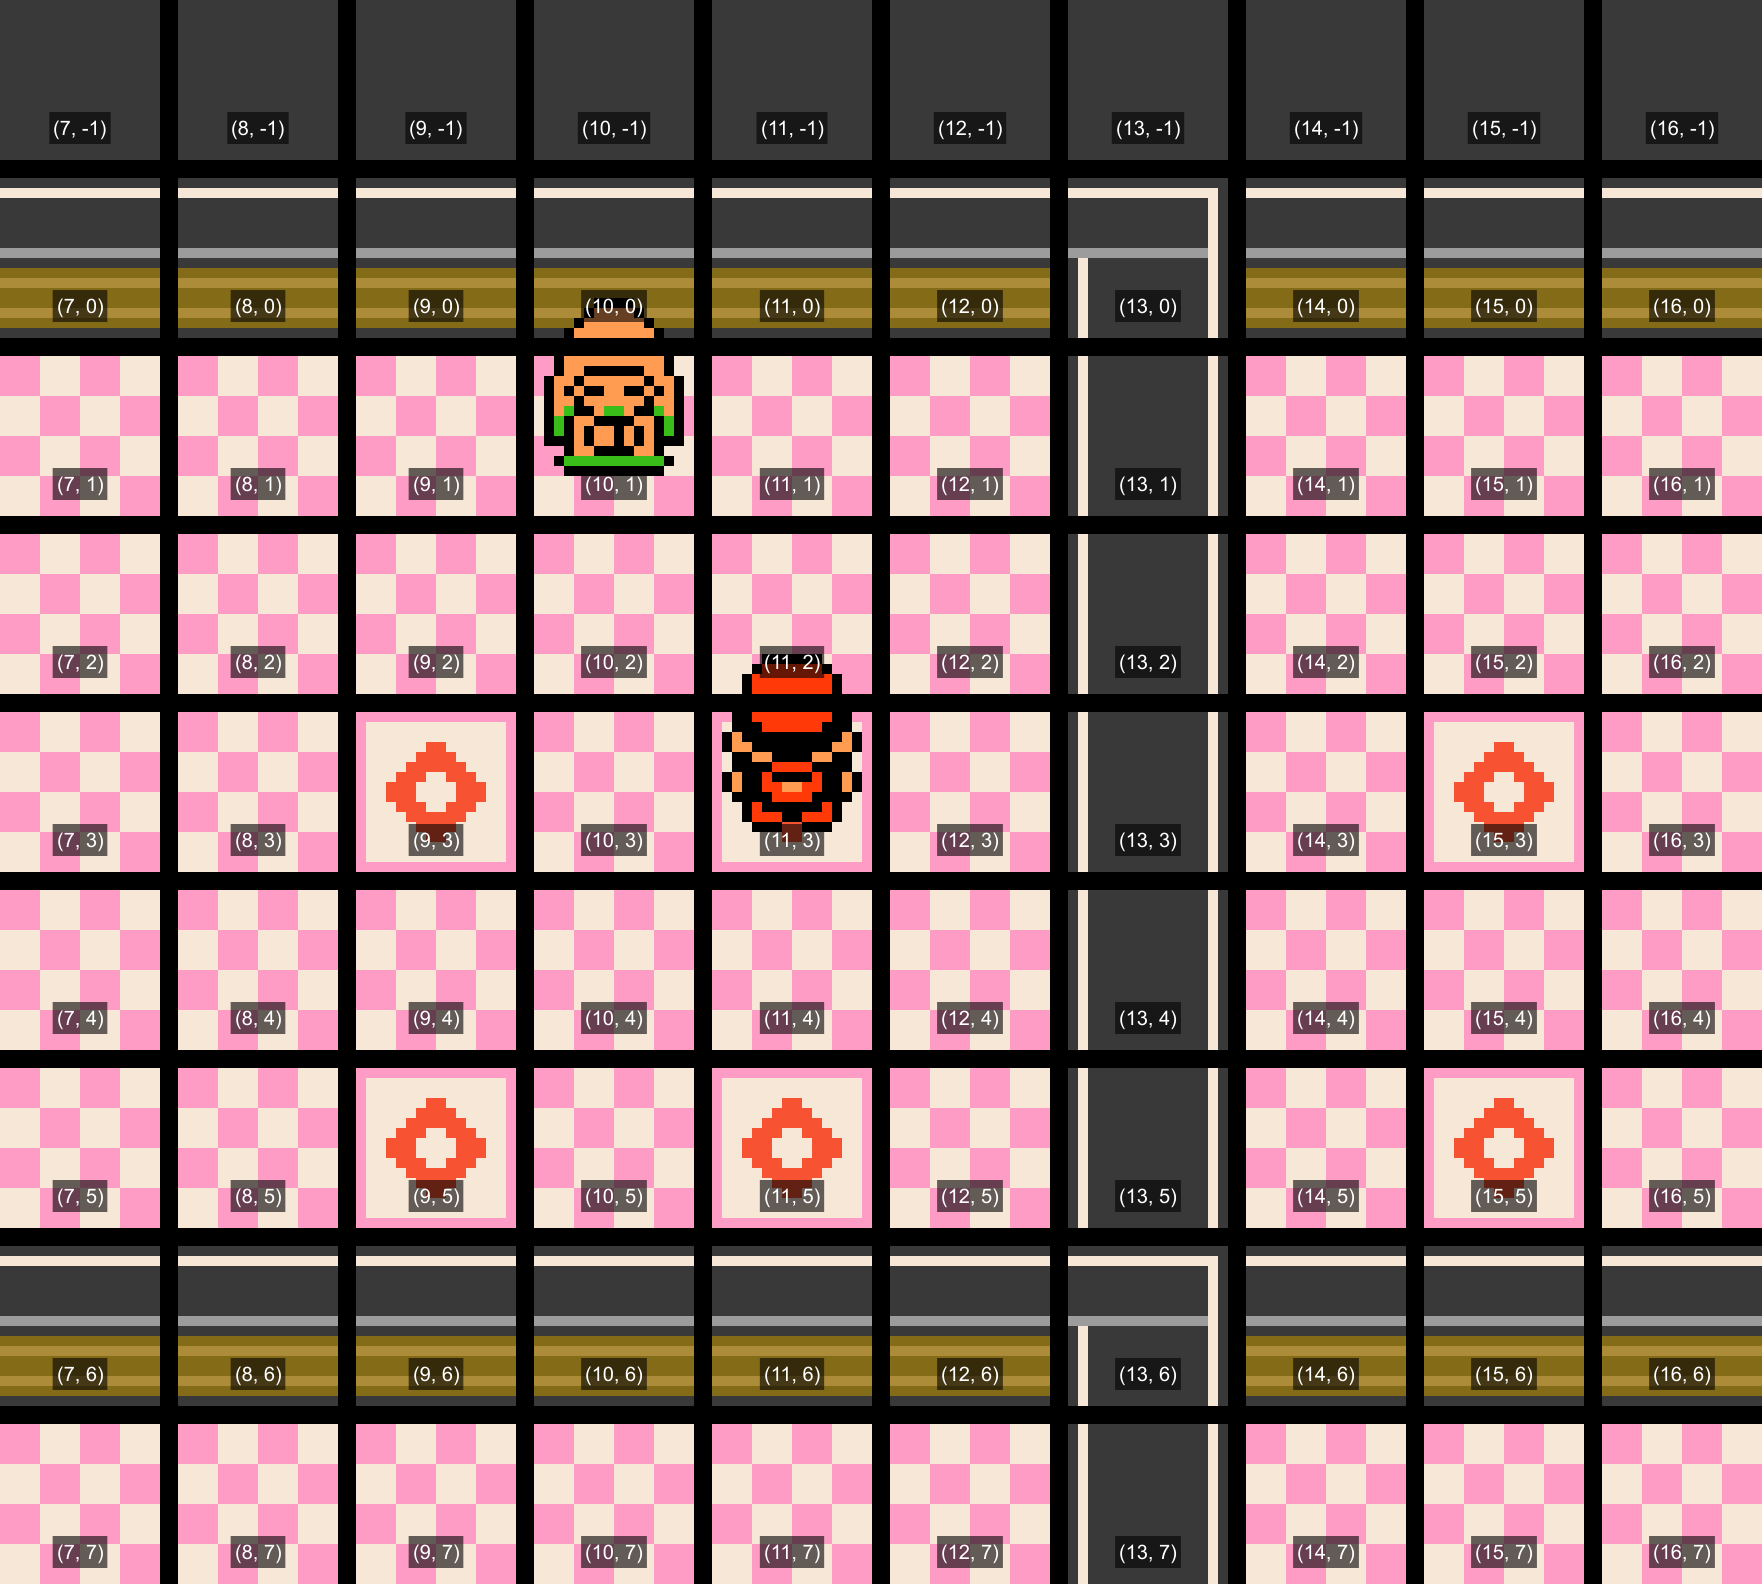 (7, -1) (8, -1) (9, -1) (10, -1) (11, -1) (12, -1) (13, -1) (14, -1) (15, -1) (16, -1)
(7, 0) (8, 0) (9, 0) (10, 0) (11, 0) (12, 0) (13, 0) (14, 0) (15, 0) (16, 0)
(7, 1) (8, 1) (9, 1) (10, 1) (11, 1) (12, 1) (13, 1) (14, 1) (15, 1) (16, 1)
(7, 2) (8, 2) (9, 2) (10, 2) (11, 2) (12, 2) (13, 2) (14, 2) (15, 2) (16, 2)
(7, 3) (8, 3) (9, 3) (10, 3) (11, 3) (12, 3) (13, 3) (14, 3) (15, 3) (16, 3)
(7, 4) (8, 4) (9, 4) (10, 4) (11, 4) (12, 4) (13, 4) (14, 4) (15, 4) (16, 4)
(7, 5) (8, 5) (9, 5) (10, 5) (11, 5) (12, 5) (13, 5) (14, 5) (15, 5) (16, 5)
(7, 6) (8, 6) (9, 6) (10, 6) (11, 6) (12, 6) (13, 6) (14, 6) (15, 6) (16, 6)
(7, 7) (8, 7) (9, 7) (10, 7) (11, 7) (12, 7) (13, 7) (14, 7) (15, 7) (16, 7)